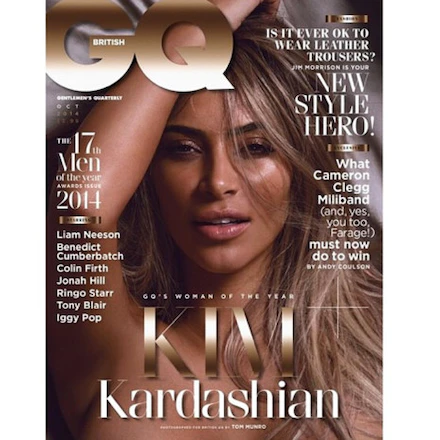 GQ
BRITISH
GENTLEMEN'S QUARTERLY
OCT
2014
THE 17th
Men
of the year
AWARDS ISSUE
2014
Liam Neeson
Benedict
Cumberbatch
Colin Firth
Jonah Hill
Ringo Starr
Tony Blair
Iggy Pop
IS IT EVER OK TO
WEAR LEATHER
TROUSERS?
JIM MORRISON IS YOUR
NEW
STYLE
HERO!
What
Cameron
Clegg
Miliband
(and, yes,
you too,
Farage!)
must now
do to win
BY ANDY COULSON
GQ'S WOMAN OF THE YEAR
KIM
Kardashian
PHOTOGRAPHED FOR BRITISH GQ BY TOM MUNRO